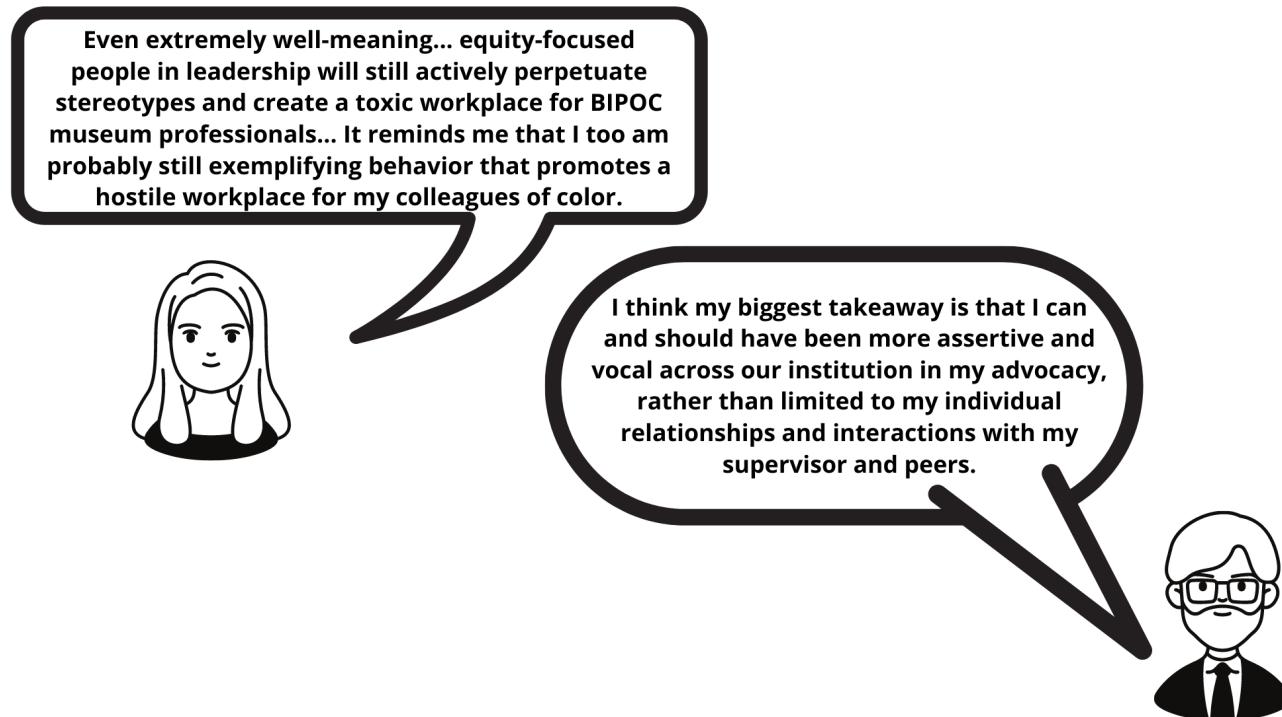 Even extremely well-meaning... equity-focused
people in leadership will still actively perpetuate
stereotypes and create a toxic workplace for BIPOC
museum professionals... It reminds me that I too am
probably still exemplifying behavior that promotes a
hostile workplace for my colleagues of color.
I think my biggest takeaway is that I can
and should have been more assertive and
vocal across our institution in my advocacy,
rather than limited to my individual
relationships and interactions with my
supervisor and peers.